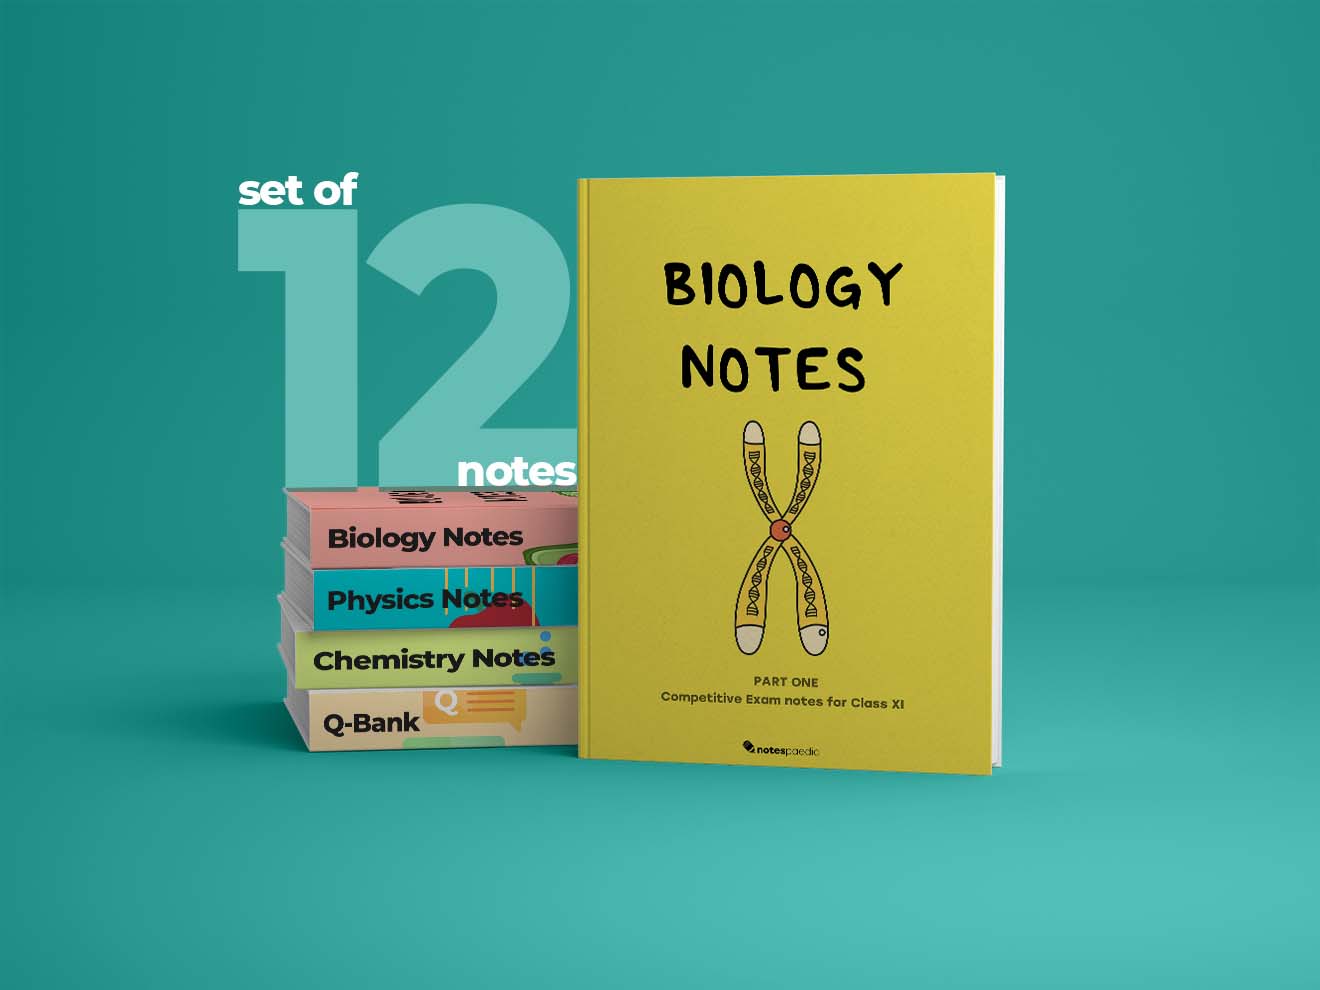 set of
12
notes
Biology Notes
Physics Notes
Chemistry Notes
Q
Q-Bank
BIOLOGY
NOTES
PART ONE
Competitive Exam notes for Class XI
notespaedic